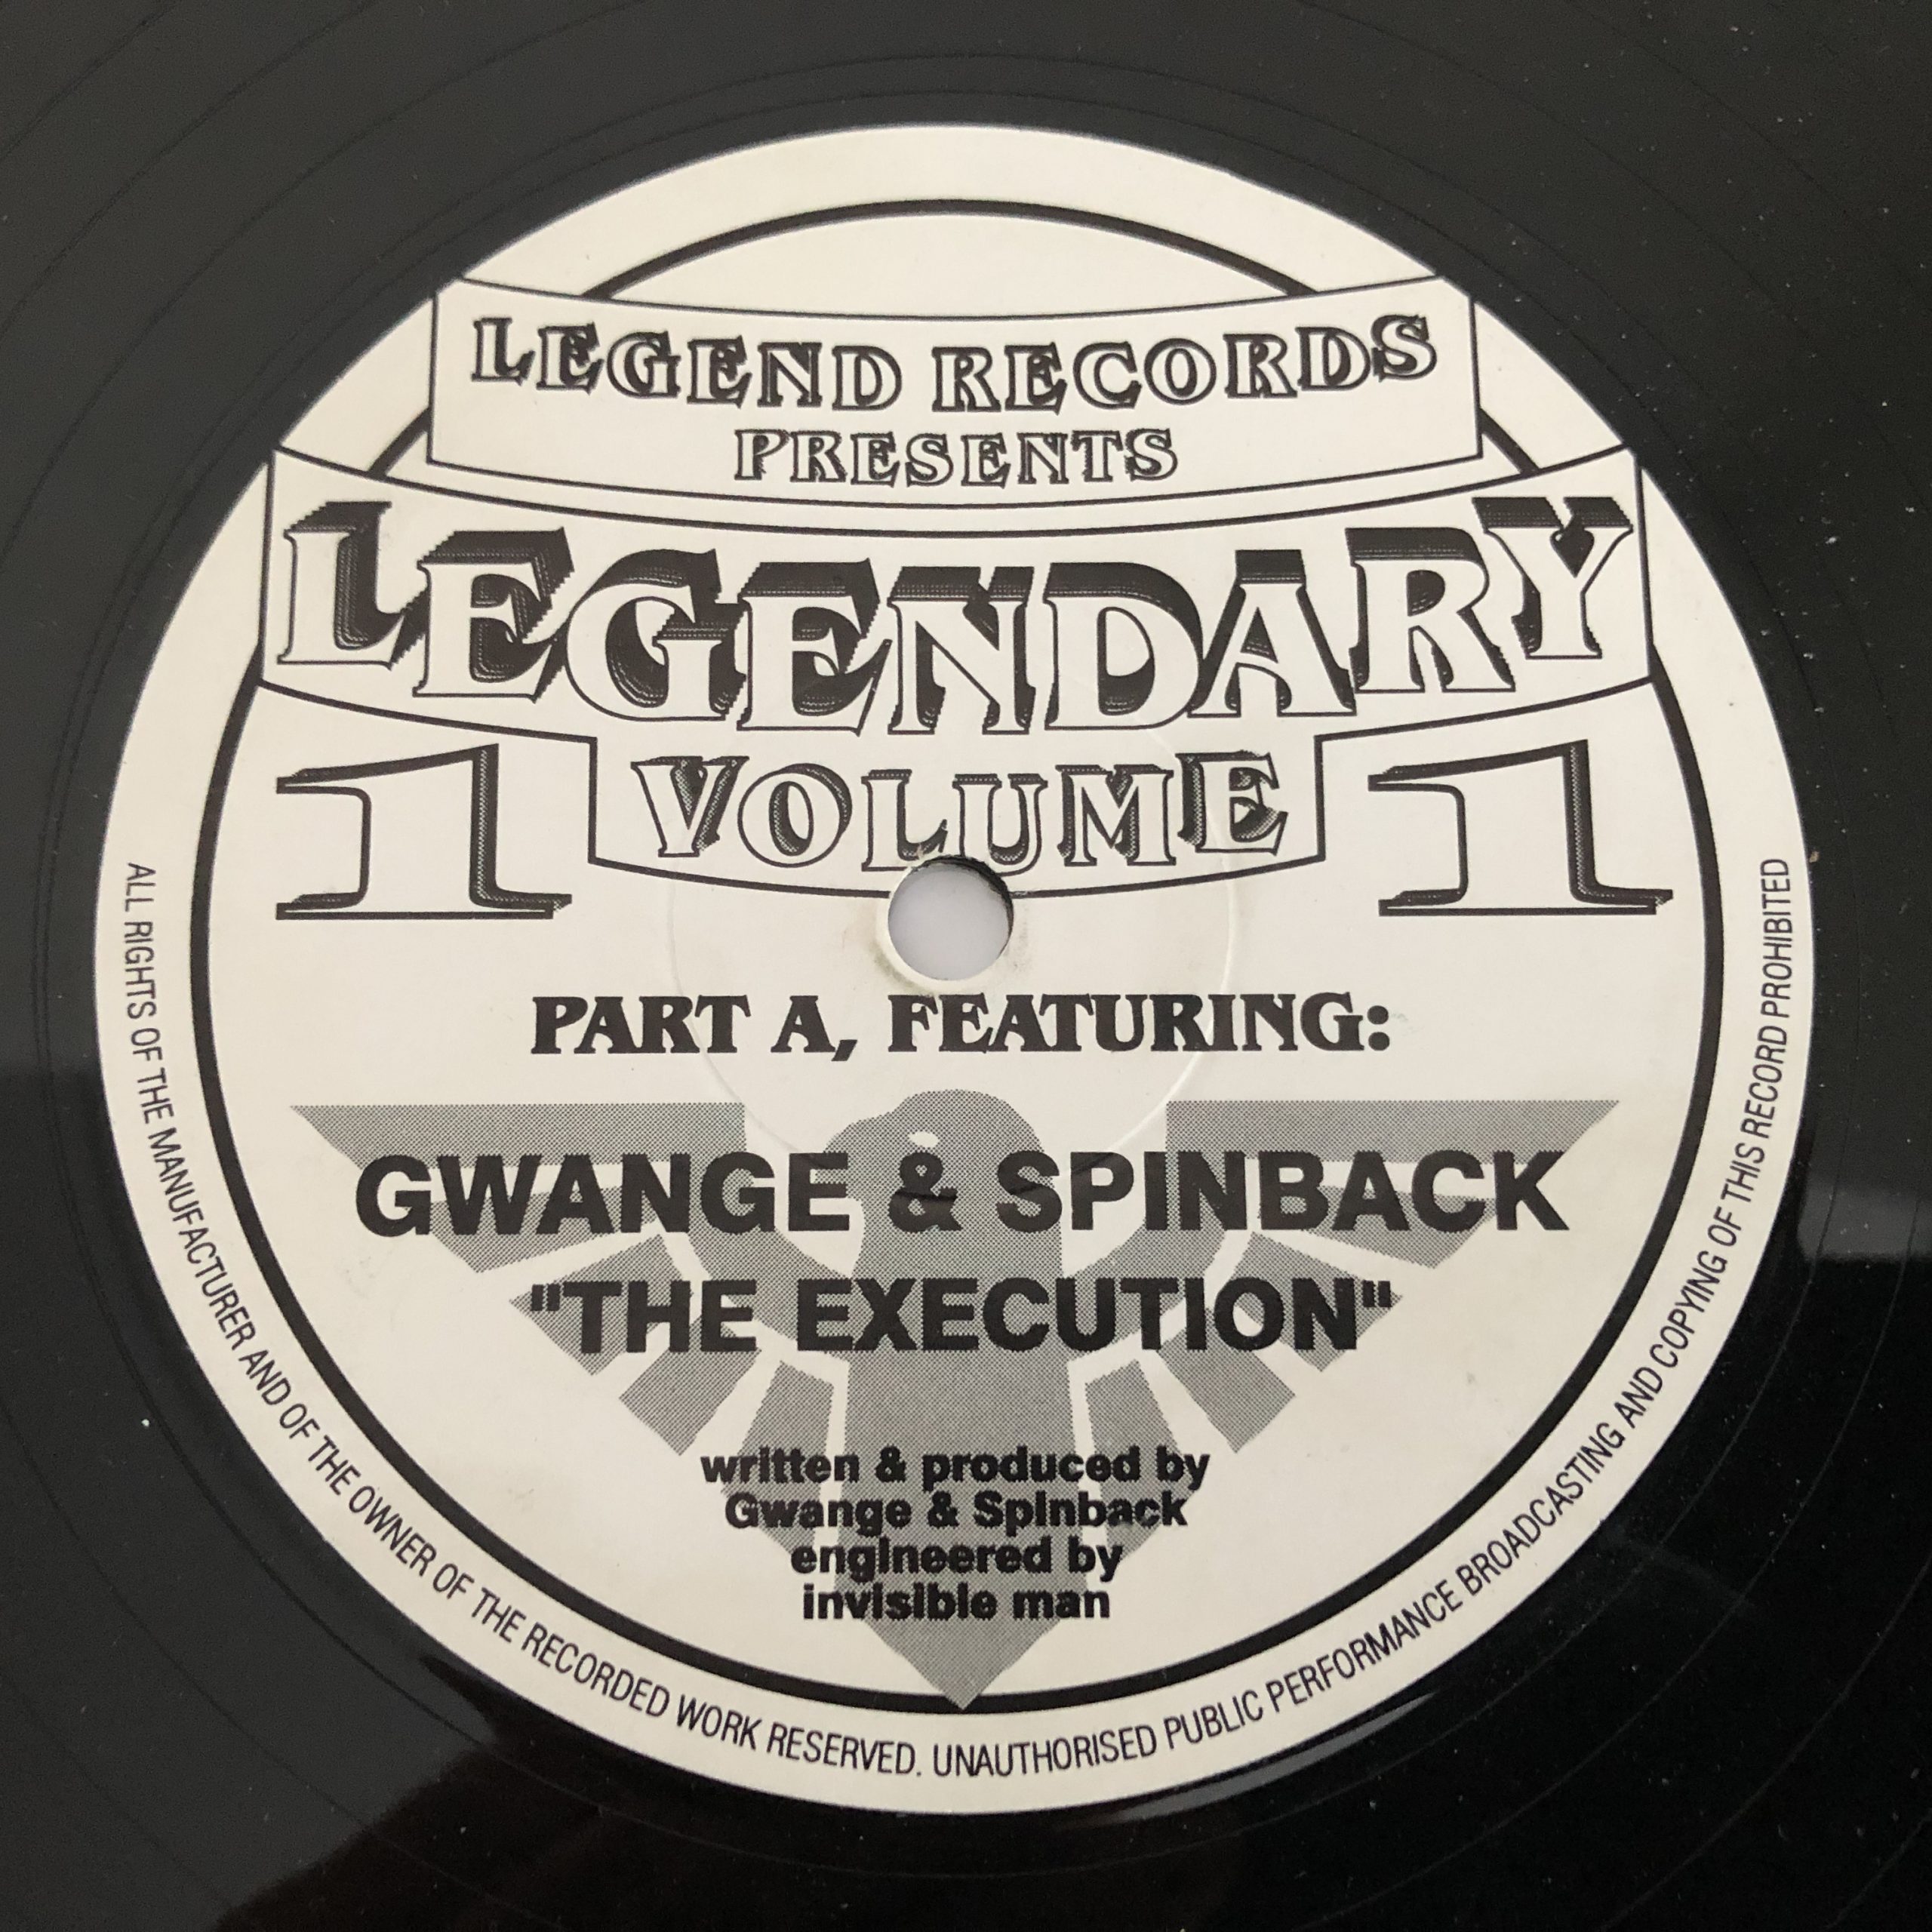 LEGEND RECORDS
PRESENTS
LEGENDARY
1 VOLUME 1
PART A, FEATURING:
GWANGE & SPINBACK
"THE EXECUTION"
written & produced by
Gwange & Spinback
engineered by
invisible man
ALL RIGHTS OF THE MANUFACTURER AND OF THE OWNER OF THE RECORDED WORK RESERVED. UNAUTHORISED PUBLIC PERFORMANCE BROADCASTING AND COPYING OF THIS RECORD PROHIBITED